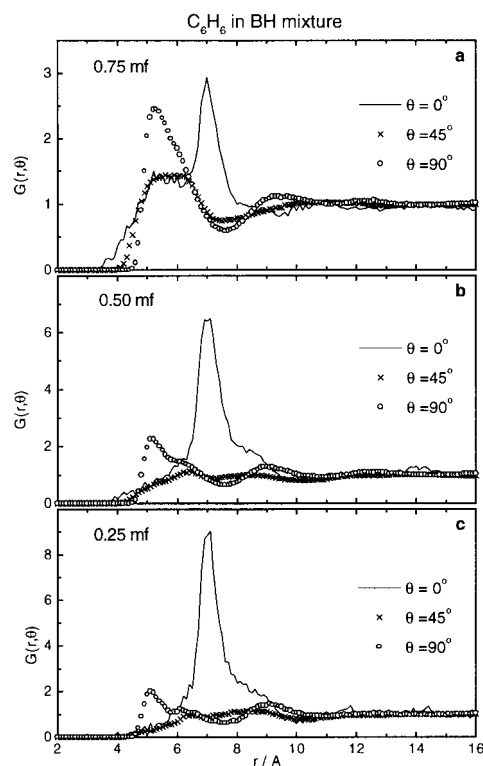 C₆H₆ in BH mixture
a
0.75 mf
θ = 0°
θ = 45°
θ = 90°
G(r,θ)
3
2
1
0
b
0.50 mf
θ = 0°
θ =45°
θ =90°
G(r,θ)
6
4
2
0
c
0.25 mf
θ = 0°
θ =45°
θ =90°
G(r,θ)
8
6
4
2
0
2 4 6 8 10 12 14 16
r / A